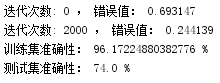 迭代次数: 0 , 错误值: 0.693147
迭代次数: 2000 , 错误值: 0.244139
训练集准确性: 96.17224880382776 %
测试集准确性: 74.0 %